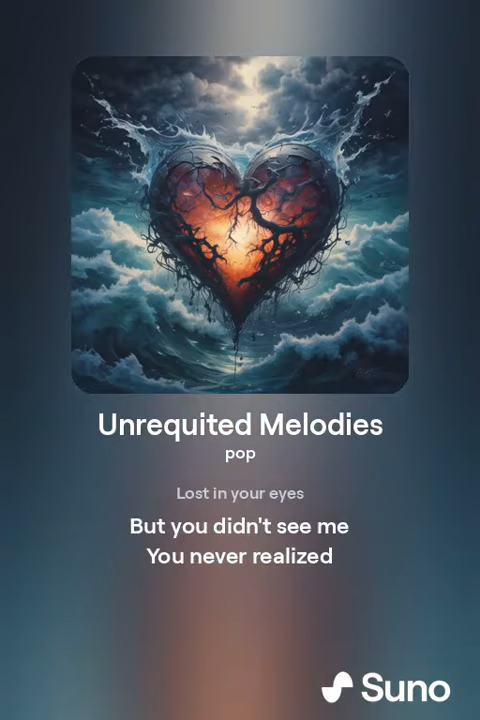 Unrequited Melodies
pop
Lost in your eyes
But you didn't see me
You never realized
Suno